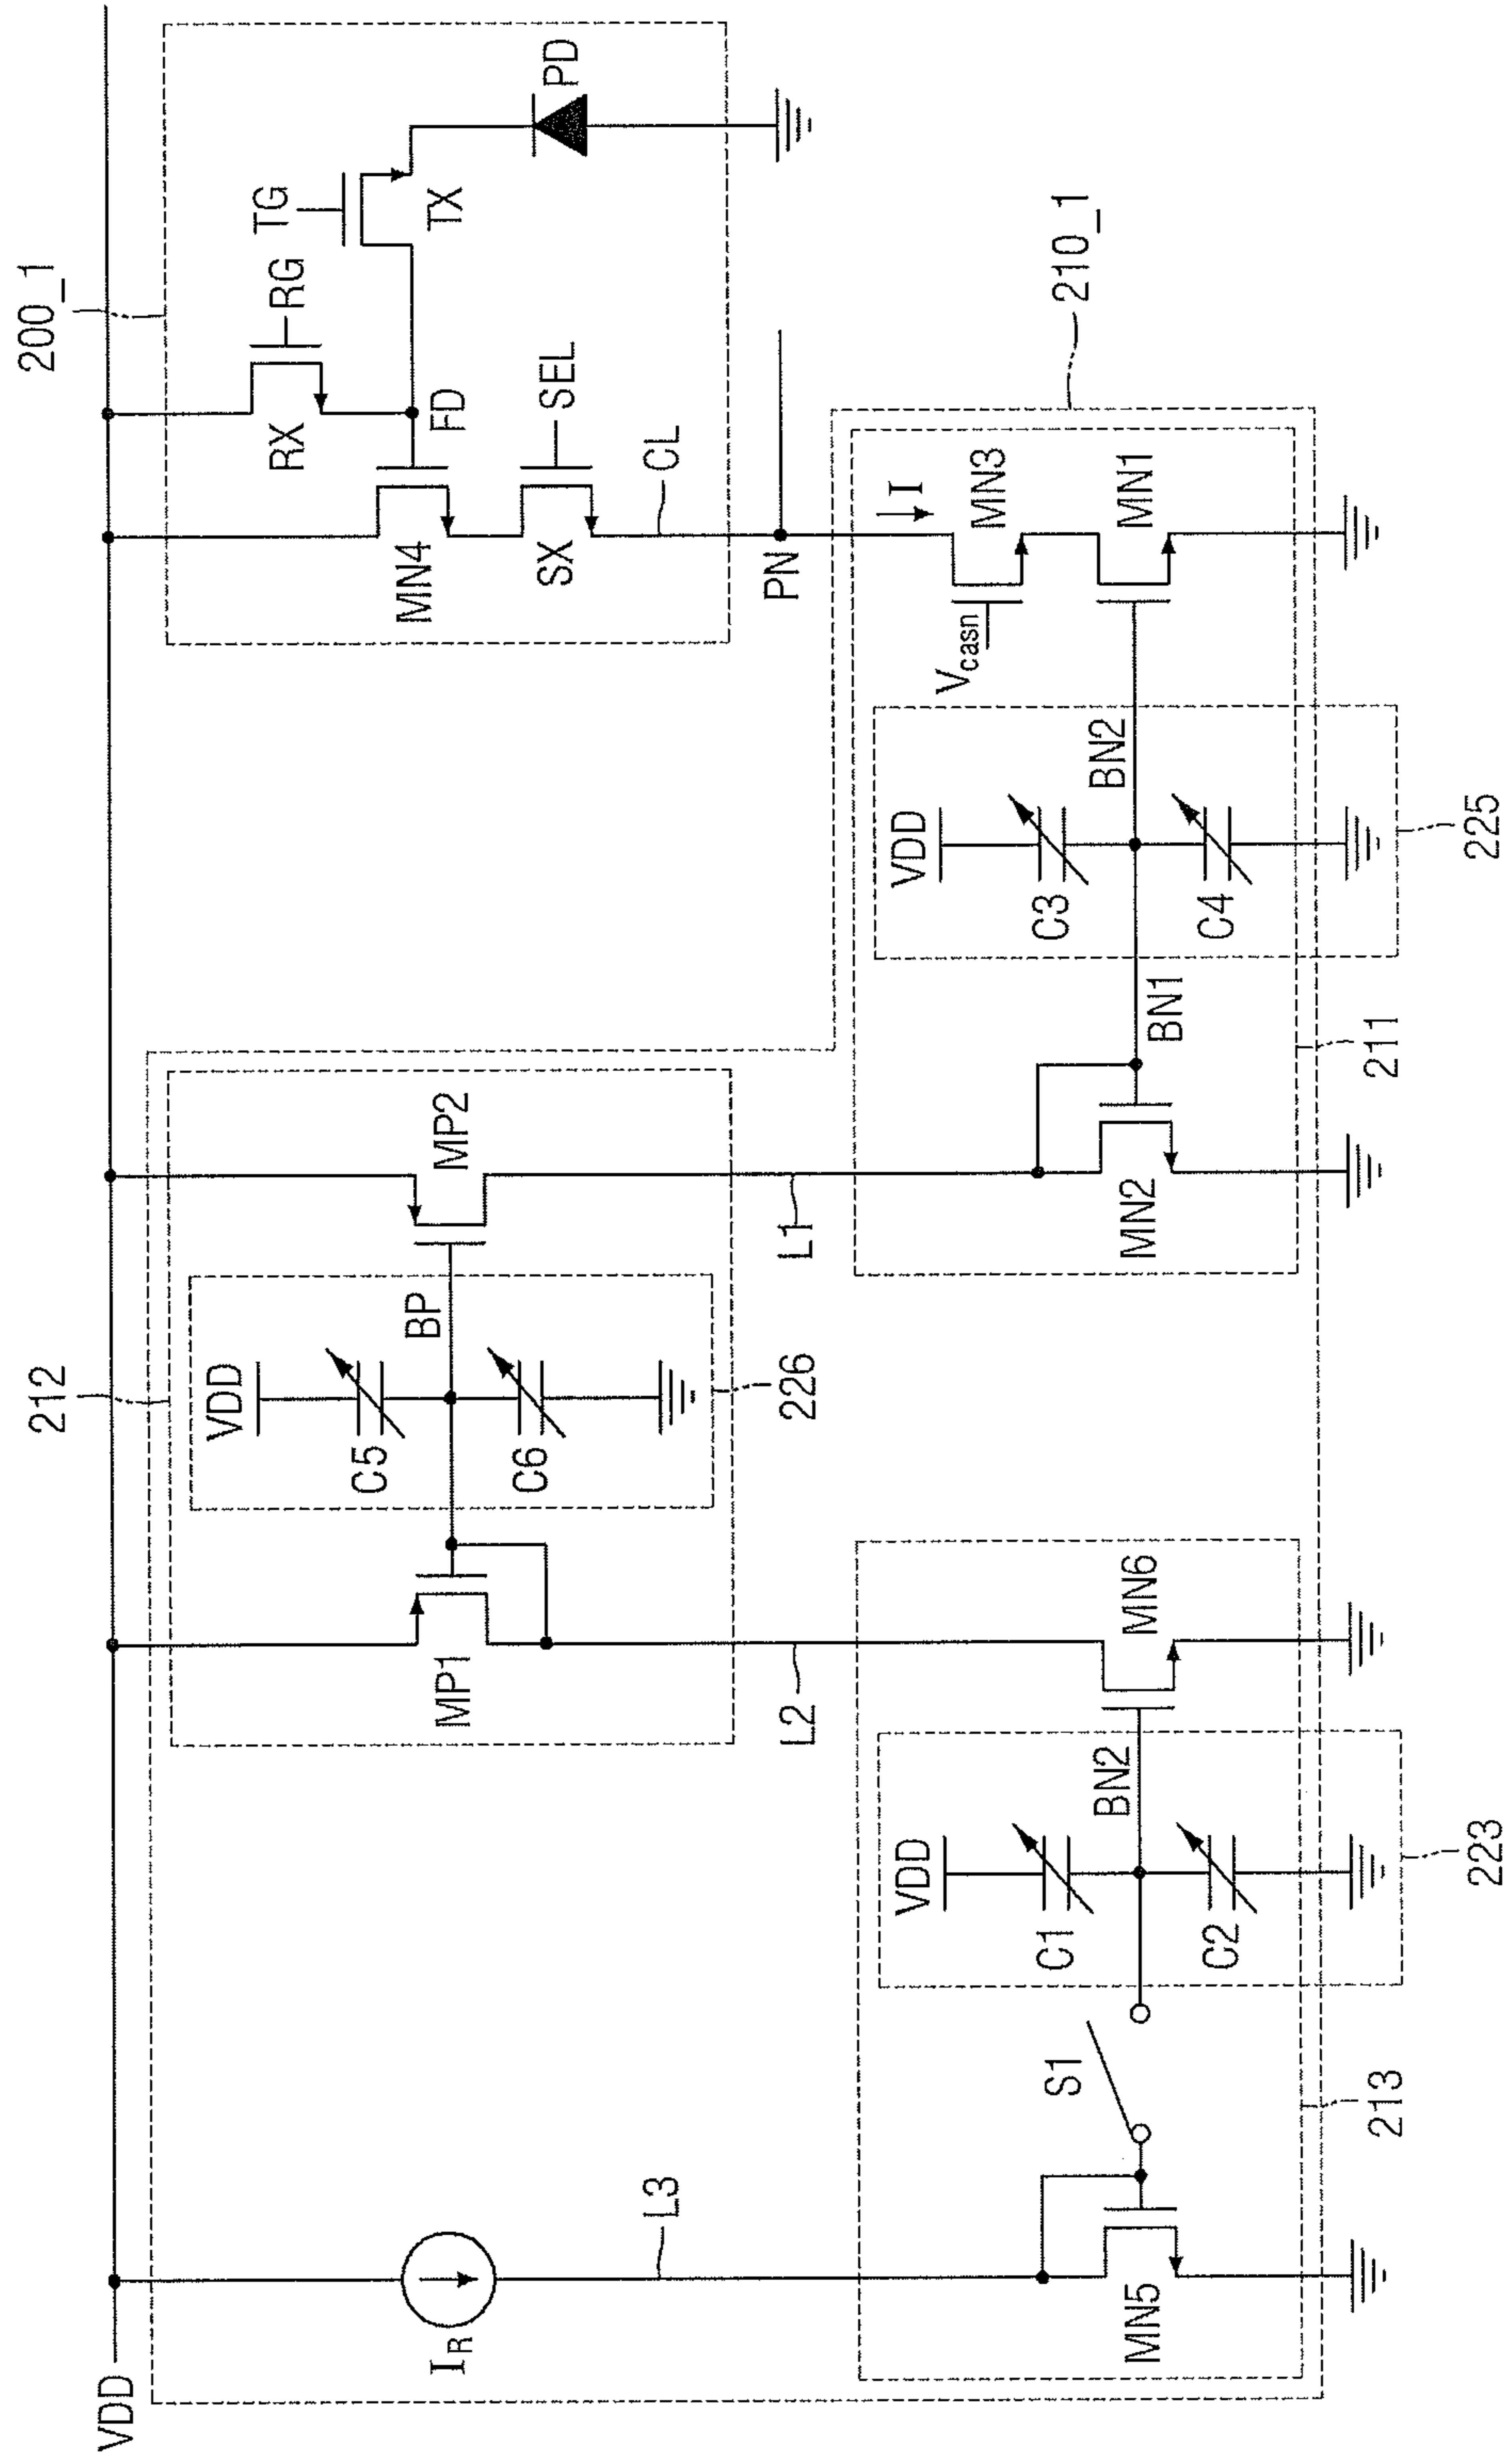 200_1
TG
RG
PD
TX
RX
FD
SEL
MN4
SX
CL
PN
210_1
I
MN3
MN1
Vcasn
BN2
VDD
C3
C4
225
BN1
211
MN2
L1
212
MP2
BP
VDD
C5
C6
226
MP1
L2
MN6
BN2
VDD
C1
C2
223
S1
213
L3
MN5
IR
VDD